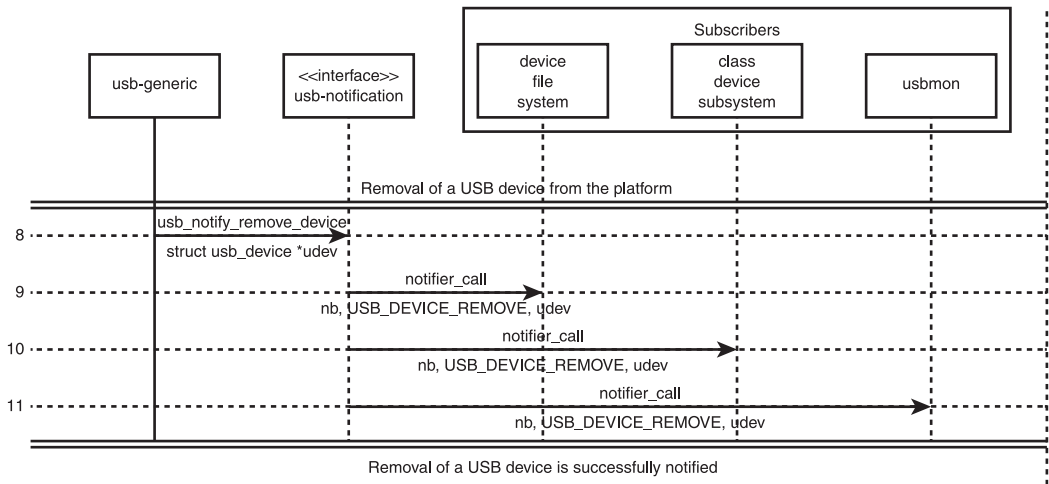 Subscribers
usb-generic
<<interface>>
usb-notification
device
file
system
class
device
subsystem
usbmon
Removal of a USB device from the platform
usb_notify_remove_device
8
struct usb_device *udev
notifier_call
9
nb, USB_DEVICE_REMOVE, udev
notifier_call
10
nb, USB_DEVICE_REMOVE, udev
notifier_call
11
nb, USB_DEVICE_REMOVE, udev
Removal of a USB device is successfully notified